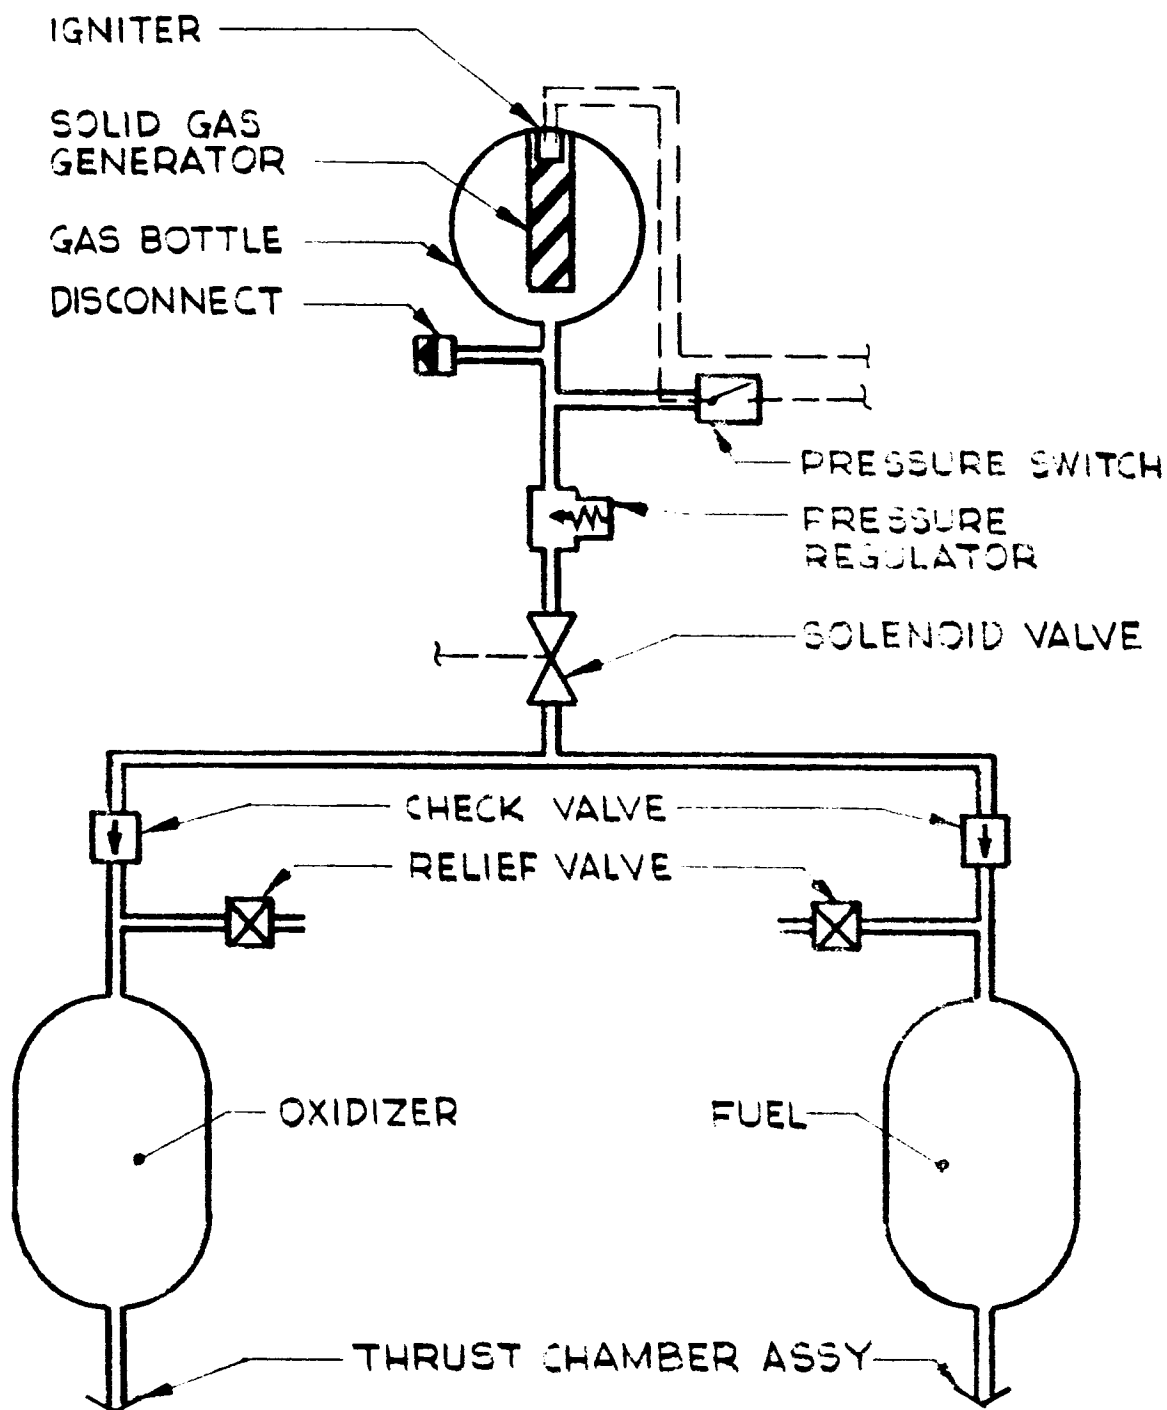 IGNITER
SOLID GAS
GENERATOR
GAS BOTTLE
DISCONNECT
PRESSURE SWITCH
PRESSURE
REGULATOR
SOLENOID VALVE
CHECK VALVE
RELIEF VALVE
OXIDIZER
FUEL
THRUST CHAMBER ASSY